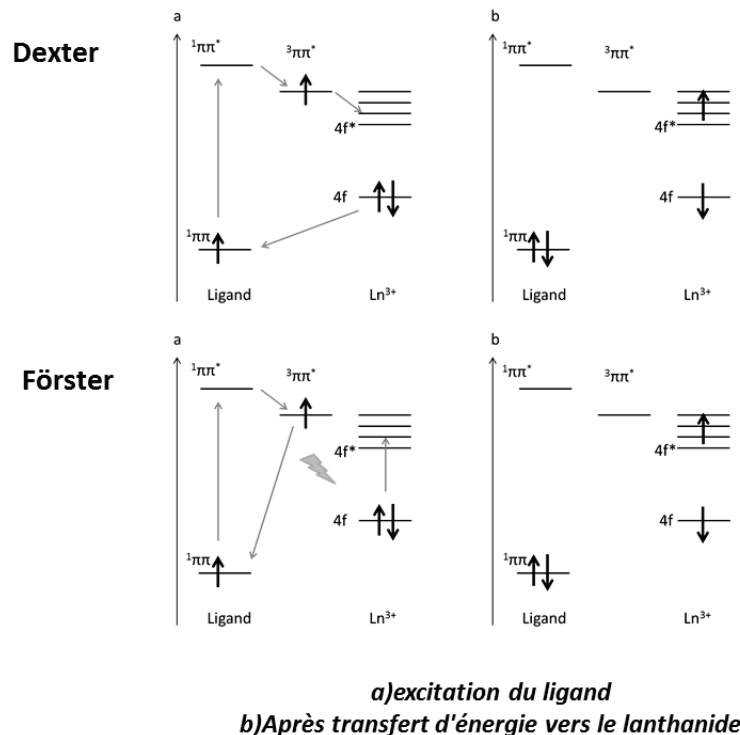 Dexter
a
¹ππ*
³ππ*
4f*
4f
¹ππ
Ligand
Ln³⁺
b
¹ππ*
³ππ*
4f*
4f
¹ππ
Ligand
Ln³⁺
Förster
a
¹ππ*
³ππ*
4f*
4f
¹ππ
Ligand
Ln³⁺
b
¹ππ*
³ππ*
4f*
4f
¹ππ
Ligand
Ln³⁺
a)excitation du ligand
b)Après transfert d'énergie vers le lanthanide